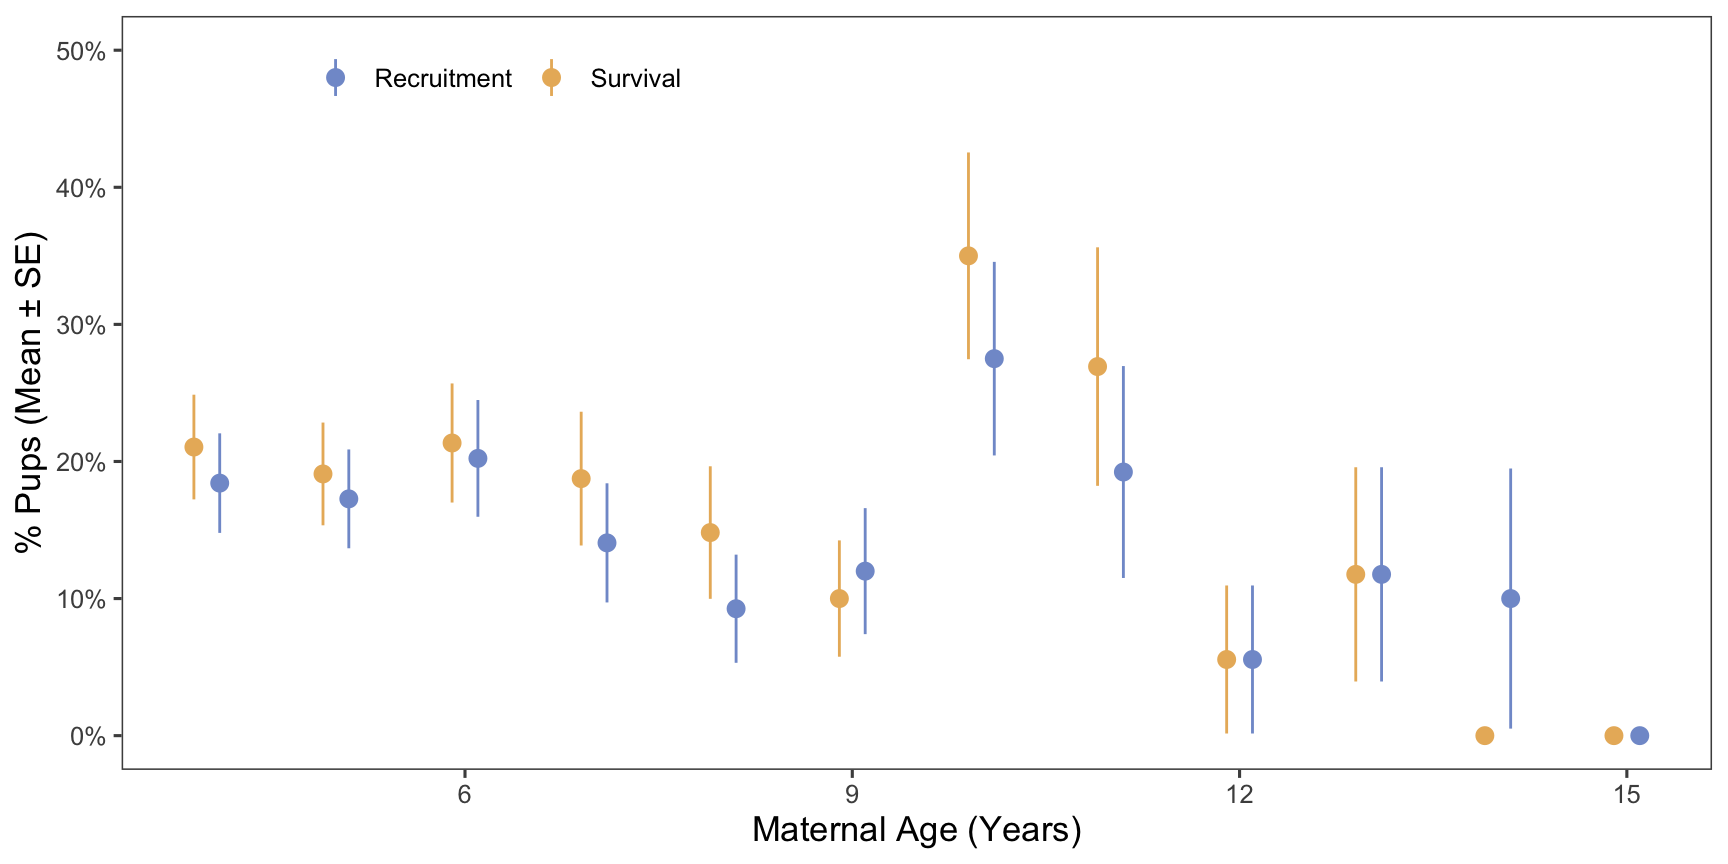 50%
Recruitment Survival
40%
30%
20%
10%
0%
% Pups (Mean ± SE)
6 9 12 15
Maternal Age (Years)